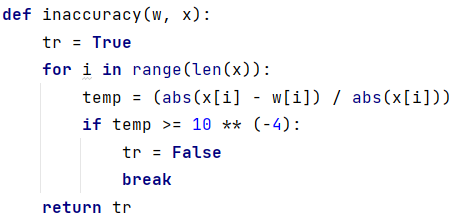 def inaccuracy(w, x):
    tr = True
    for i in range(len(x)):
        temp = (abs(x[i] - w[i]) / abs(x[i]))
        if temp >= 10 ** (-4):
            tr = False
            break
    return tr